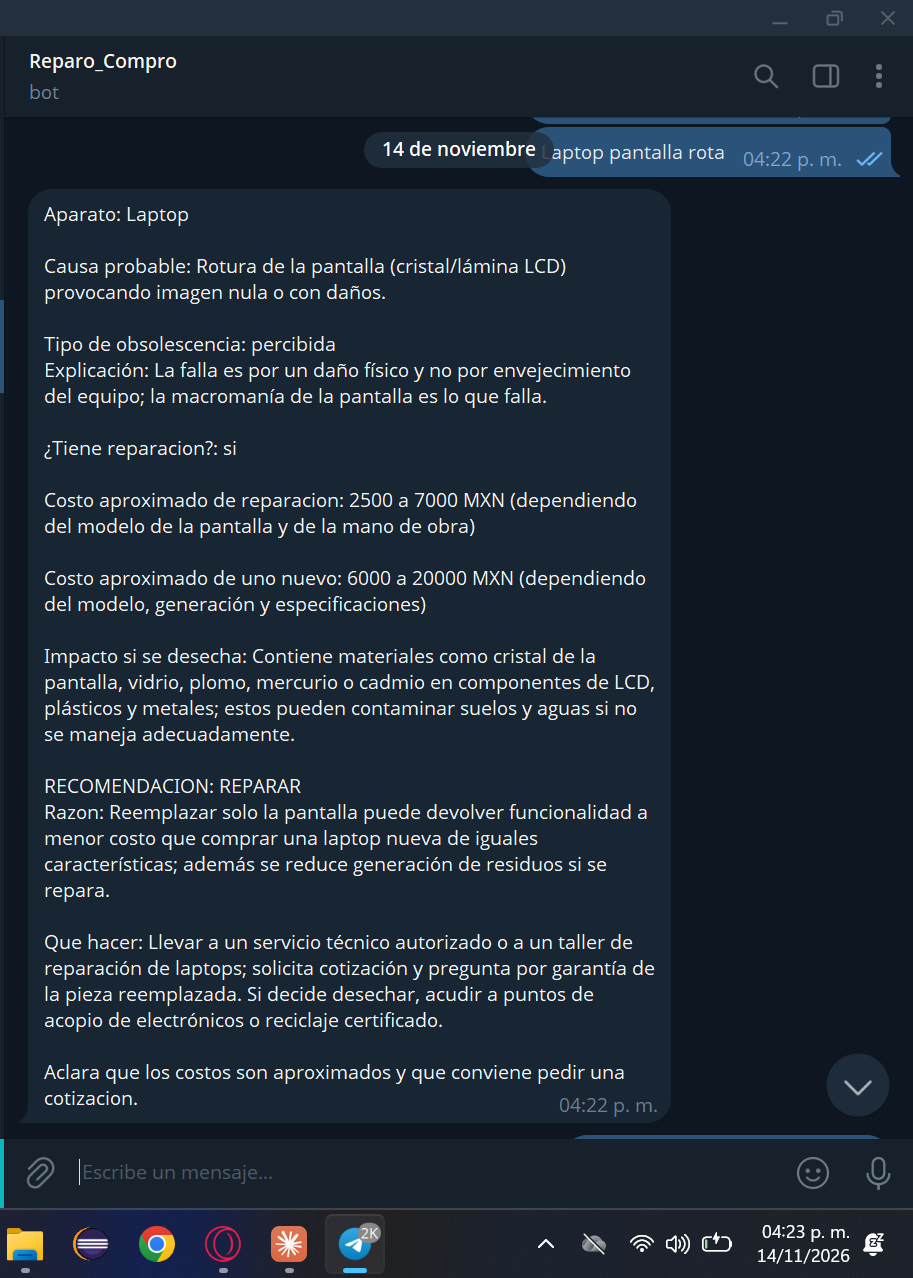 Reparo_Compro
bot
14 de noviembre
Laptop pantalla rota
04:22 p. m.
Aparato: Laptop
Causa probable: Rotura de la pantalla (cristal/lámina LCD)
provocando imagen nula o con daños.
Tipo de obsolescencia: percibida
Explicación: La falla es por un daño físico y no por envejecimiento
del equipo; la macromanía de la pantalla es lo que falla.
¿Tiene reparacion?: si
Costo aproximado de reparacion: 2500 a 7000 MXN (dependiendo
del modelo de la pantalla y de la mano de obra)
Costo aproximado de uno nuevo: 6000 a 20000 MXN (dependiendo
del modelo, generación y especificaciones)
Impacto si se desecha: Contiene materiales como cristal de la
pantalla, vidrio, plomo, mercurio o cadmio en componentes de LCD,
plásticos y metales; estos pueden contaminar suelos y aguas si no
se maneja adecuadamente.
RECOMENDACION: REPARAR
Razon: Reemplazar solo la pantalla puede devolver funcionalidad a
menor costo que comprar una laptop nueva de iguales
características; además se reduce generación de residuos si se
repara.
Que hacer: Llevar a un servicio técnico autorizado o a un taller de
reparación de laptops; solicita cotización y pregunta por garantía de
la pieza reemplazada. Si decide desechar, acudir a puntos de
acopio de electrónicos o reciclaje certificado.
Aclara que los costos son aproximados y que conviene pedir una
cotizacion.
04:22 p. m.
Escribe un mensaje...
2K
04:23 p. m.
14/11/2026